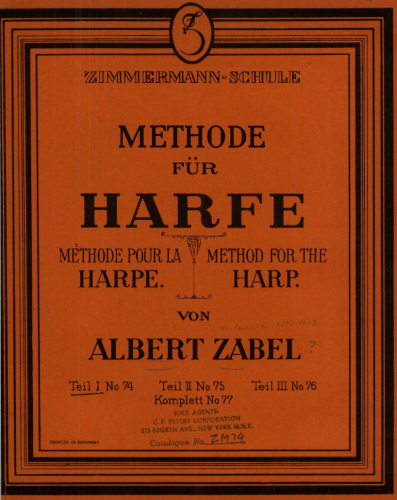 ZIMMERMANN-SCHULE
METHODE
FÜR
HARFE
MÉTHODE POUR LA
HARPE.
METHOD FOR THE
HARP.
VON
ALBERT ZABEL
?
Teil I No 74 Teil II No 75 Teil III No 76
Komplett No 77
SOLE AGENTS:
C. F. PETERS CORPORATION
373 FOURTH AVE., NEW YORK 16, N.Y.
Catalogue No. ZM74
PRINTED IN GERMANY